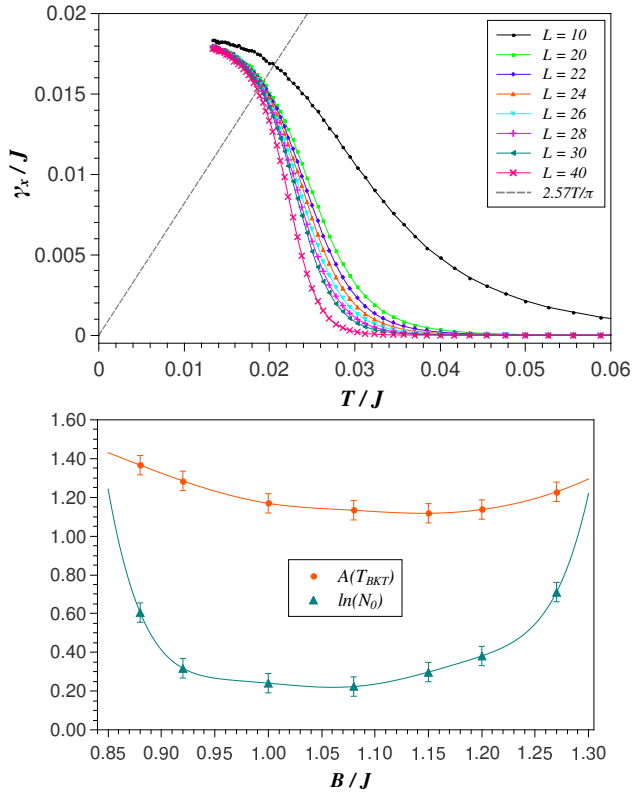 0.02
0.015
0.01
0.005
0
γx / J
L = 10
L = 20
L = 22
L = 24
L = 26
L = 28
L = 30
L = 40
2.57T/π
0 0.01 0.02 0.03 0.04 0.05 0.06
T / J
1.60
1.40
1.20
1.00
0.80
0.60
0.40
0.20
0.00
A(TBKT)
ln(N0)
0.85 0.90 0.95 1.00 1.05 1.10 1.15 1.20 1.25 1.30
B / J